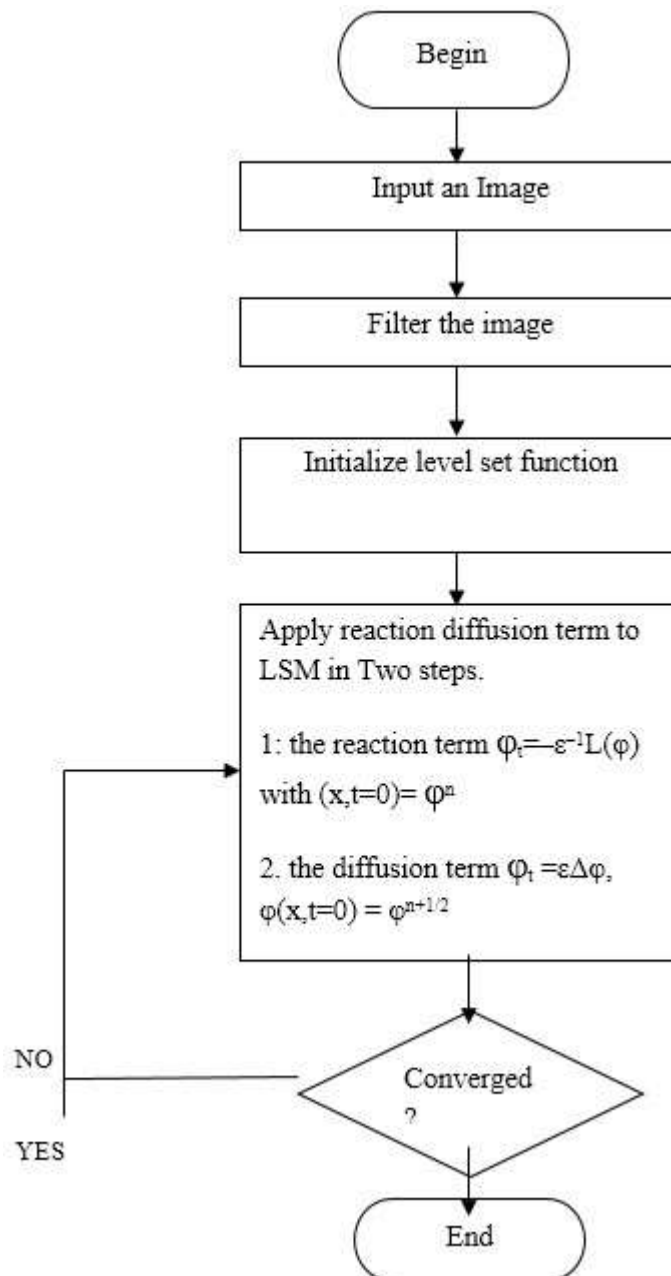 Begin
Input an Image
Filter the image
Initialize level set function
Apply reaction diffusion term to
LSM in Two steps.
1: the reaction term φₜ=–ε⁻¹L(φ)
with (x,t=0)= φⁿ
2. the diffusion term φₜ =εΔφ,
φ(x,t=0) = φⁿ⁺¹/²
NO
Converged
?
YES
End